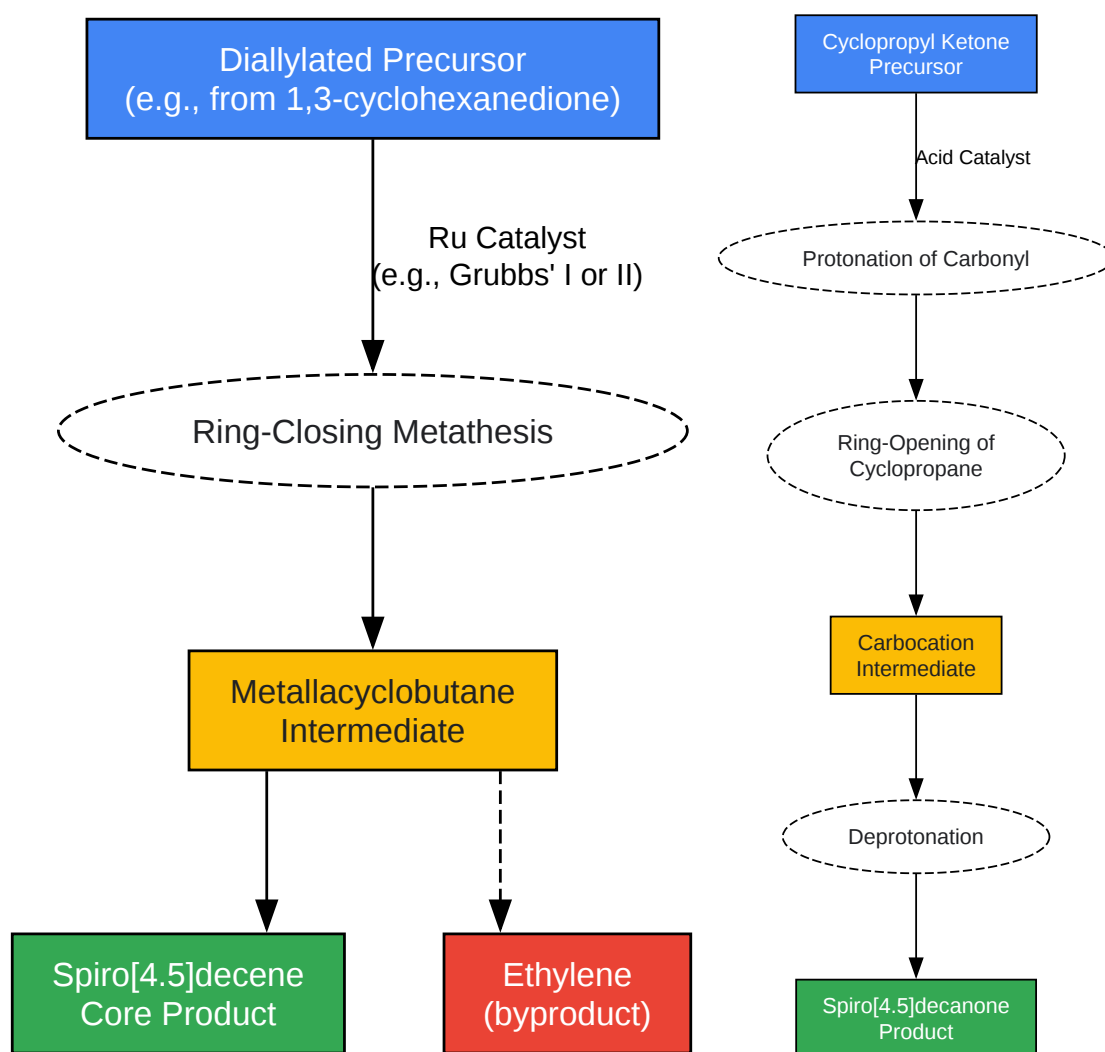 Diallylated Precursor
(e.g., from 1,3-cyclohexanedione)
Ru Catalyst
(e.g., Grubbs' I or II)
Ring-Closing Metathesis
Metallacyclobutane
Intermediate
Spiro[4.5]decene
Core Product
Ethylene
(byproduct)
Cyclopropyl Ketone
Precursor
Acid Catalyst
Protonation of Carbonyl
Ring-Opening of
Cyclopropane
Carbocation
Intermediate
Deprotonation
Spiro[4.5]decanone
Product